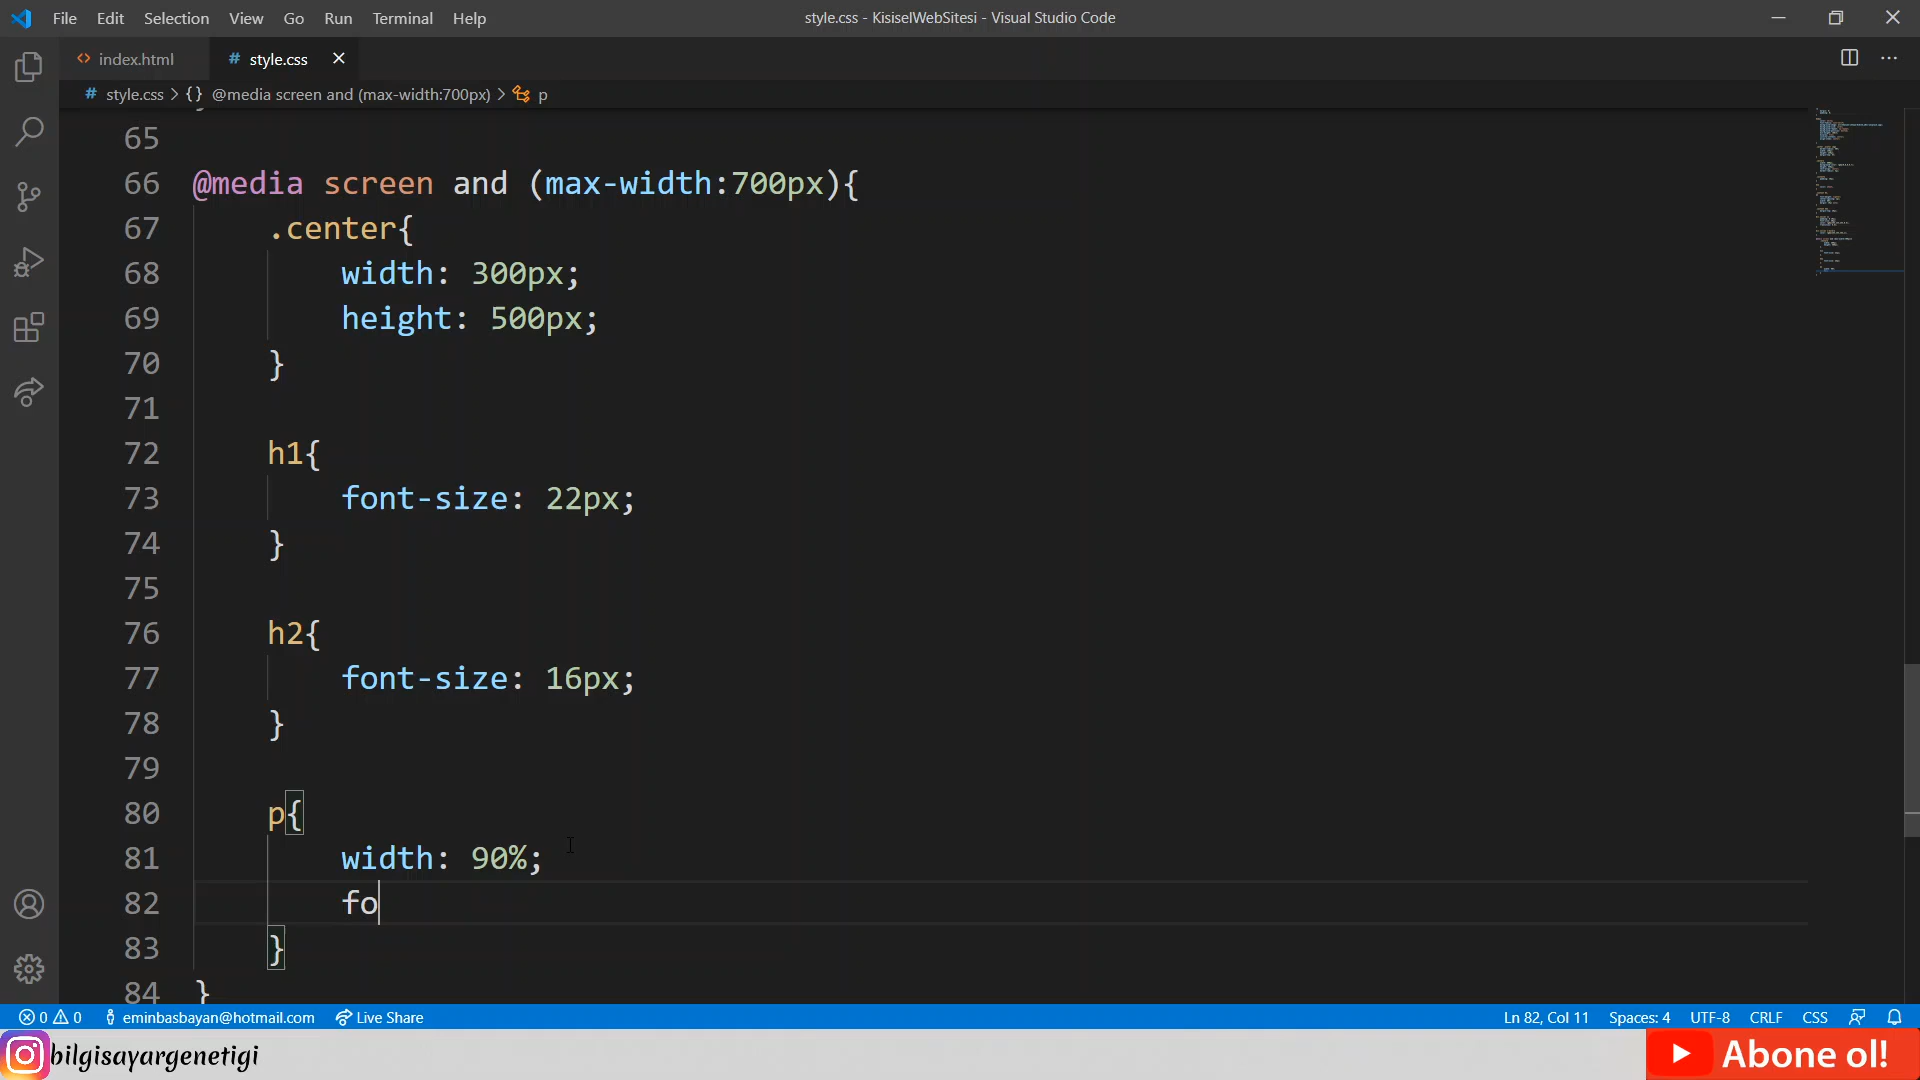 File Edit Selection View Go Run Terminal Help style.css - KisiselWebSitesi - Visual Studio Code
index.html # style.css
# style.css > {} @media screen and (max-width:700px) > p
65
66 @media screen and (max-width:700px){
67 .center{
68 width: 300px;
69 height: 500px;
70 }
71
72 h1{
73 font-size: 22px;
74 }
75
76 h2{
77 font-size: 16px;
78 }
79
80 p{
81 width: 90%;
82 fo
83 }
84 }
0 0 eminbasbayan@hotmail.com Live Share Ln 82, Col 11 Spaces: 4 UTF-8 CRLF CSS
bilgisayargenetigi Abone ol!